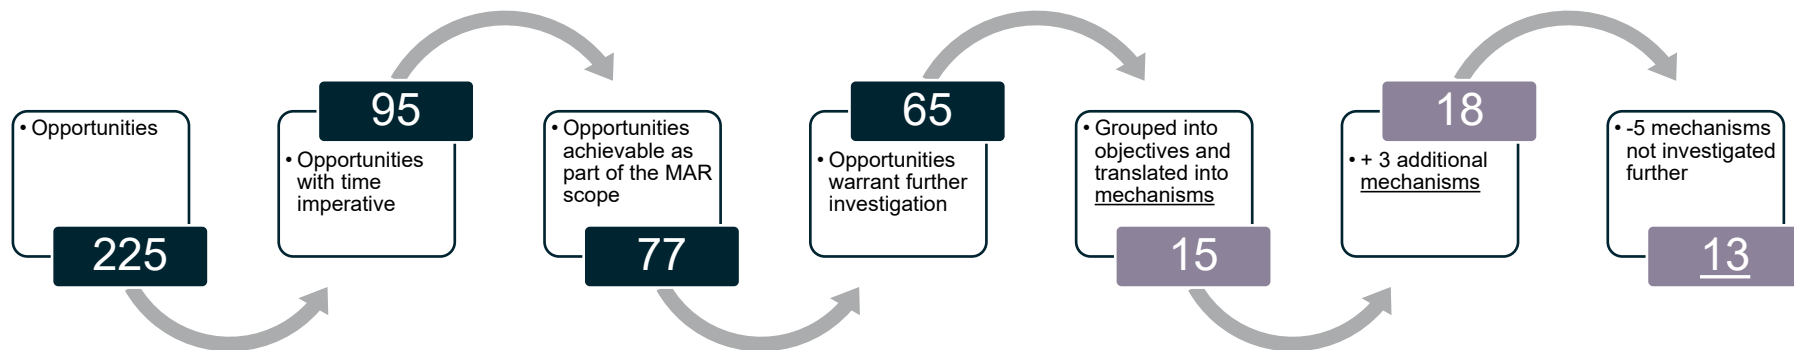 • Opportunities
225
95
• Opportunities
with time
imperative
• Opportunities
achievable as
part of the MAR
scope
77
65
• Opportunities
warrant further
investigation
• Grouped into
objectives and
translated into
mechanisms
15
18
• + 3 additional
mechanisms
• -5 mechanisms
not investigated
further
13